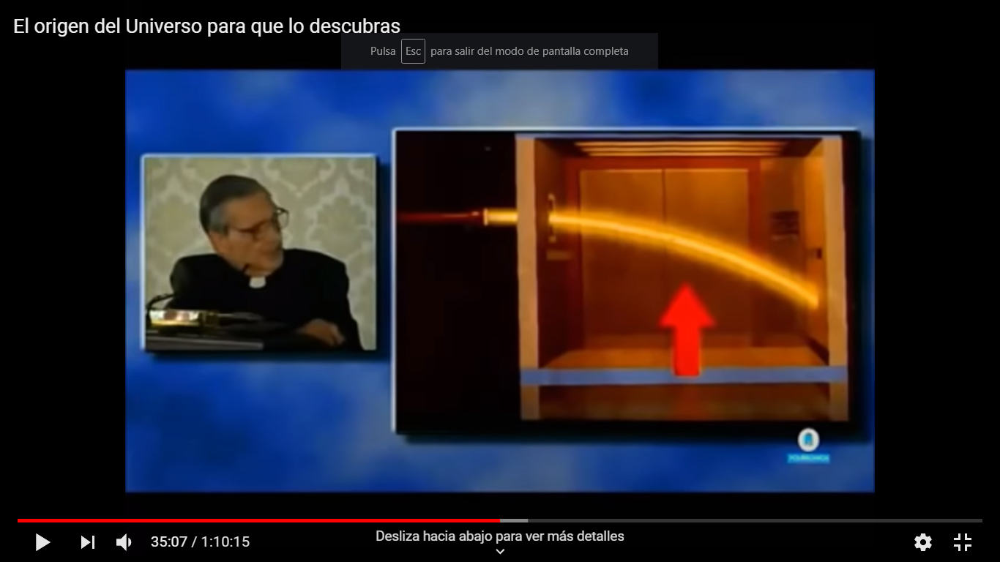 El origen del Universo para que lo descubras
Pulsa Esc para salir del modo de pantalla completa
35:07 / 1:10:15
Desliza hacia abajo para ver más detalles